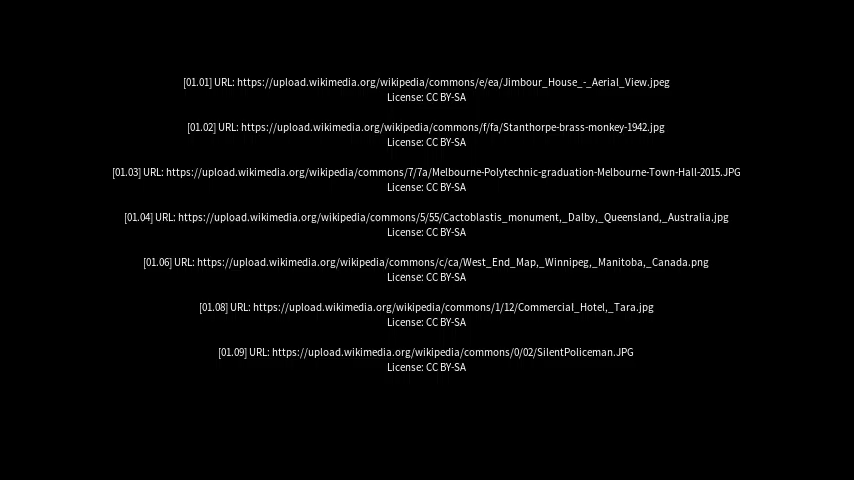 [01.01] URL: https://upload.wikimedia.org/wikipedia/commons/e/ea/Jimbour_House_-_Aerial_View.jpeg
License: CC BY-SA
[01.02] URL: https://upload.wikimedia.org/wikipedia/commons/f/fa/Stanthorpe-brass-monkey-1942.jpg
License: CC BY-SA
[01.03] URL: https://upload.wikimedia.org/wikipedia/commons/7/7a/Melbourne-Polytechnic-graduation-Melbourne-Town-Hall-2015.JPG
License: CC BY-SA
[01.04] URL: https://upload.wikimedia.org/wikipedia/commons/5/55/Cactoblastis_monument,_Dalby,_Queensland,_Australia.jpg
License: CC BY-SA
[01.06] URL: https://upload.wikimedia.org/wikipedia/commons/c/ca/West_End_Map,_Winnipeg,_Manitoba,_Canada.png
License: CC BY-SA
[01.08] URL: https://upload.wikimedia.org/wikipedia/commons/1/12/Commercial_Hotel,_Tara.jpg
License: CC BY-SA
[01.09] URL: https://upload.wikimedia.org/wikipedia/commons/0/02/SilentPoliceman.JPG
License: CC BY-SA